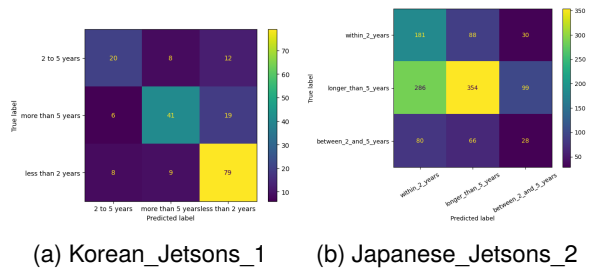 2 to 5 years
more than 5 years
less than 2 years
True label
20 8 12
6 41 19
8 9 79
70
60
50
40
30
20
10
2 to 5 years more than 5 years less than 2 years
Predicted label
(a) Korean_Jetsons_1
within_2_years
longer_than_5_years
between_2_and_5_years
True label
181 88 30
286 354 99
80 66 28
350
300
250
200
150
100
50
within_2_years longer_than_5_years between_2_and_5_years
Predicted label
(b) Japanese_Jetsons_2